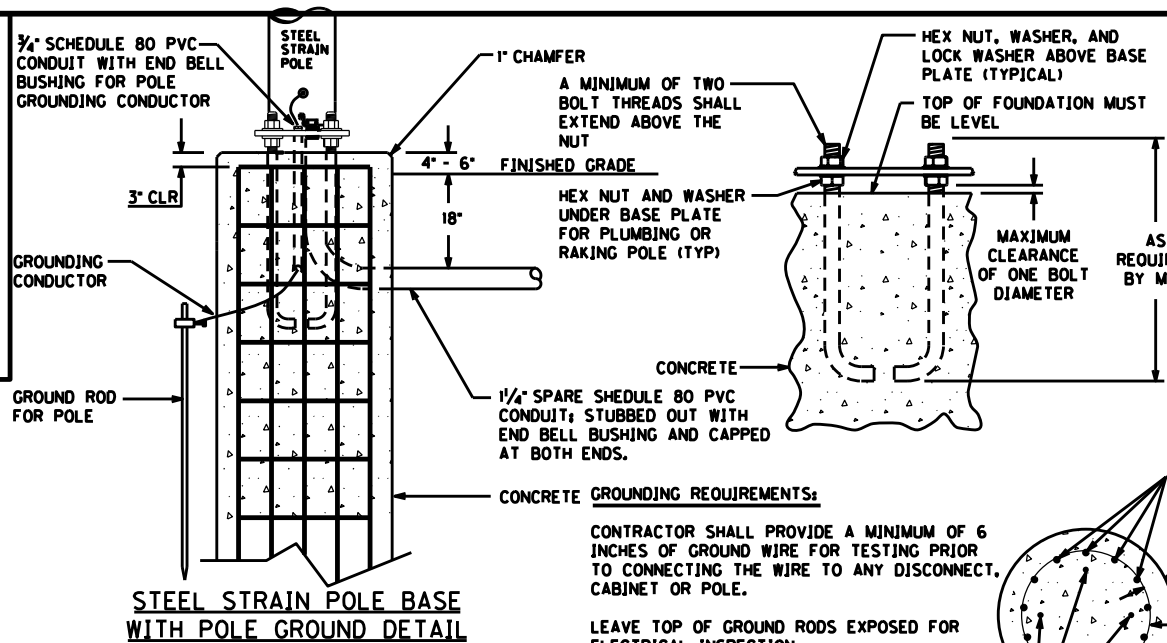 3/4" SCHEDULE 80 PVC
CONDUIT WITH END BELL
BUSHING FOR POLE
GROUNDING CONDUCTOR
STEEL
STRAIN
POLE
1" CHAMFER
4" - 6"
FINISHED GRADE
3" CLR
18"
GROUNDING
CONDUCTOR
GROUND ROD
FOR POLE
1 1/4" SPARE SHEDULE 80 PVC
CONDUIT; STUBBED OUT WITH
END BELL BUSHING AND CAPPED
AT BOTH ENDS.
CONCRETE
STEEL STRAIN POLE BASE
WITH POLE GROUND DETAIL
A MINIMUM OF TWO
BOLT THREADS SHALL
EXTEND ABOVE THE
NUT
HEX NUT, WASHER, AND
LOCK WASHER ABOVE BASE
PLATE (TYPICAL)
TOP OF FOUNDATION MUST
BE LEVEL
HEX NUT AND WASHER
UNDER BASE PLATE
FOR PLUMBING OR
RAKING POLE (TYP)
MAXIMUM
CLEARANCE
OF ONE BOLT
DIAMETER
AS
REQUI
BY M
CONCRETE
GROUNDING REQUIREMENTS:
CONTRACTOR SHALL PROVIDE A MINIMUM OF 6
INCHES OF GROUND WIRE FOR TESTING PRIOR
TO CONNECTING THE WIRE TO ANY DISCONNECT,
CABINET OR POLE.
LEAVE TOP OF GROUND RODS EXPOSED FOR
ELECTRICAL INSPECTION